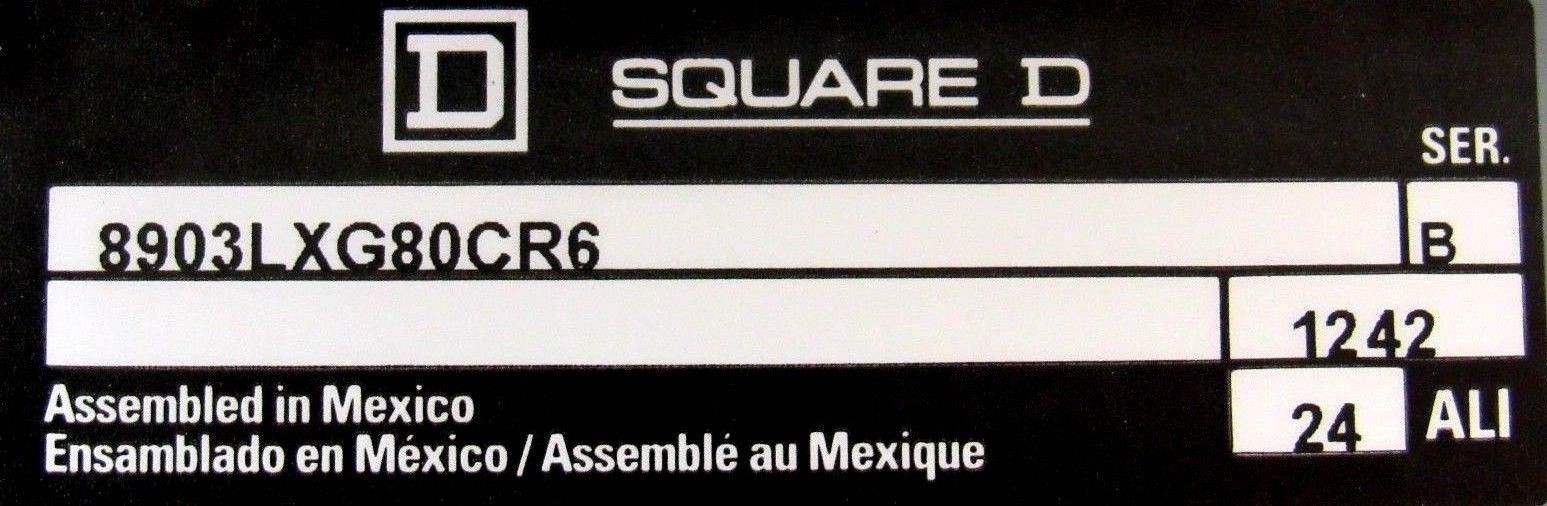 D SQUARE D
SER.
8903LXG80CR6 B
1242
Assembled in Mexico
24 ALI
Ensamblado en México / Assemblé au Mexique